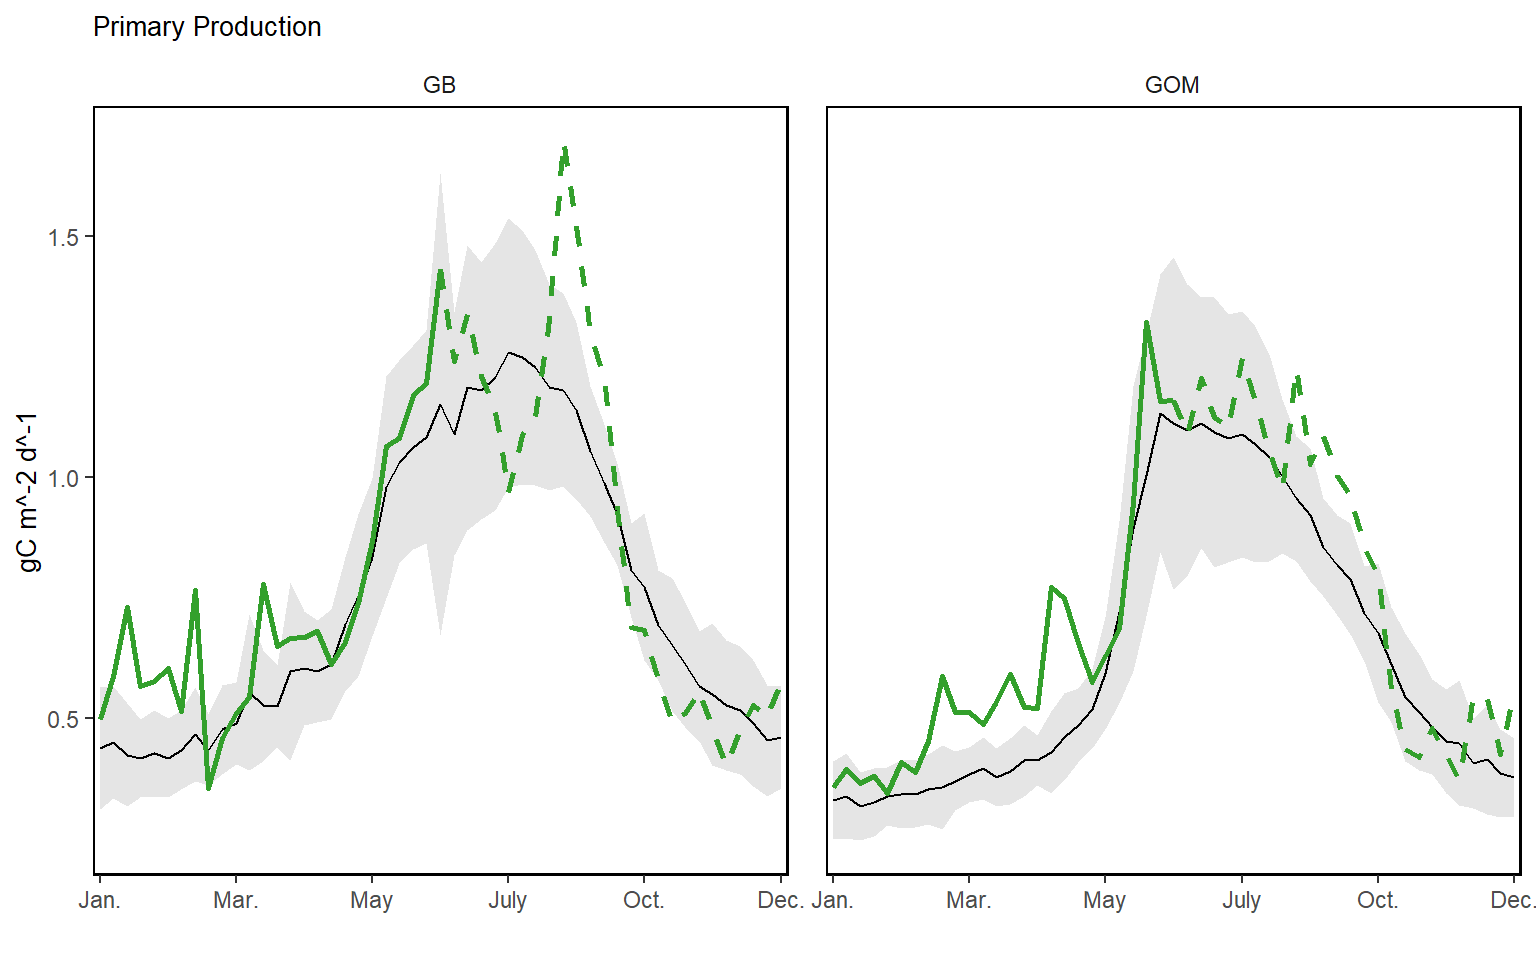 Primary Production
GB
GOM
gC m^-2 d^-1
1.5
1.0
0.5
Jan.
Mar.
May
July
Oct.
Dec.
Jan.
Mar.
May
July
Oct.
Dec.